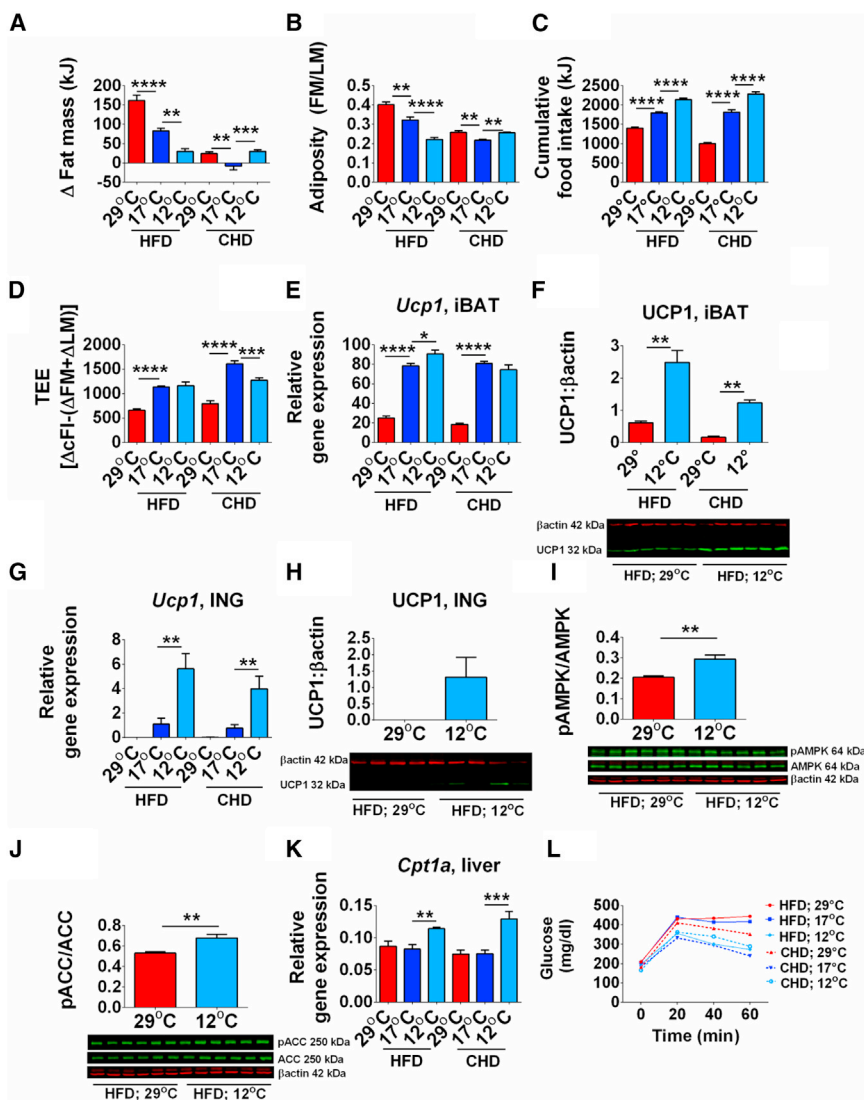 A
Δ Fat mass (kJ)
200
150
100
50
0
-50
****
**
**
***
29°C
17°C
12°C
29°C
17°C
12°C
HFD
CHD
B
Adiposity (FM/LM)
0.5
0.4
0.3
0.2
0.1
0.0
**
****
**
**
29°C
17°C
12°C
29°C
17°C
12°C
HFD
CHD
C
Cumulative
food intake (kJ)
2500
2000
1500
1000
500
0
****
****
****
****
29°C
17°C
12°C
29°C
17°C
12°C
HFD
CHD
D
TEE
[ΔcFI-(ΔFM+ΔLM)]
2000
1500
1000
500
0
****
****
***
29°C
17°C
12°C
29°C
17°C
12°C
HFD
CHD
E
Ucp1, iBAT
Relative
gene expression
100
80
60
40
20
0
****
*
****
29°C
17°C
12°C
29°C
17°C
12°C
HFD
CHD
F
UCP1, iBAT
UCP1:βactin
3
2
1
0
**
**
29°
12°C
29°C
12°
HFD
CHD
βactin 42 kDa
UCP1 32 kDa
HFD; 29°C
HFD; 12°C
G
Ucp1, ING
Relative
gene expression
8
6
4
2
0
**
**
29°C
17°C
12°C
29°C
17°C
12°C
HFD
CHD
H
UCP1, ING
UCP1:βactin
2.5
2.0
1.5
1.0
0.5
0.0
29°C
12°C
βactin 42 kDa
UCP1 32 kDa
HFD; 29°C
HFD; 12°C
I
pAMPK/AMPK
0.4
0.3
0.2
0.1
0.0
**
29°C
12°C
pAMPK 64 kDa
AMPK 64 kDa
βactin 42 kDa
HFD; 29°C
HFD; 12°C
J
pACC/ACC
0.8
0.6
0.4
0.2
0.0
**
29°C
12°C
pACC 250 kDa
ACC 250 kDa
βactin 42 kDa
HFD; 29°C
HFD; 12°C
K
Cpt1a, liver
Relative
gene expression
0.15
0.10
0.05
0.00
**
***
29°C
17°C
12°C
29°C
17°C
12°C
HFD
CHD
L
Glucose
(mg/dl)
500
400
300
200
100
0
0
20
40
60
Time (min)
HFD; 29°C
HFD; 17°C
HFD; 12°C
CHD; 29°C
CHD; 17°C
CHD; 12°C